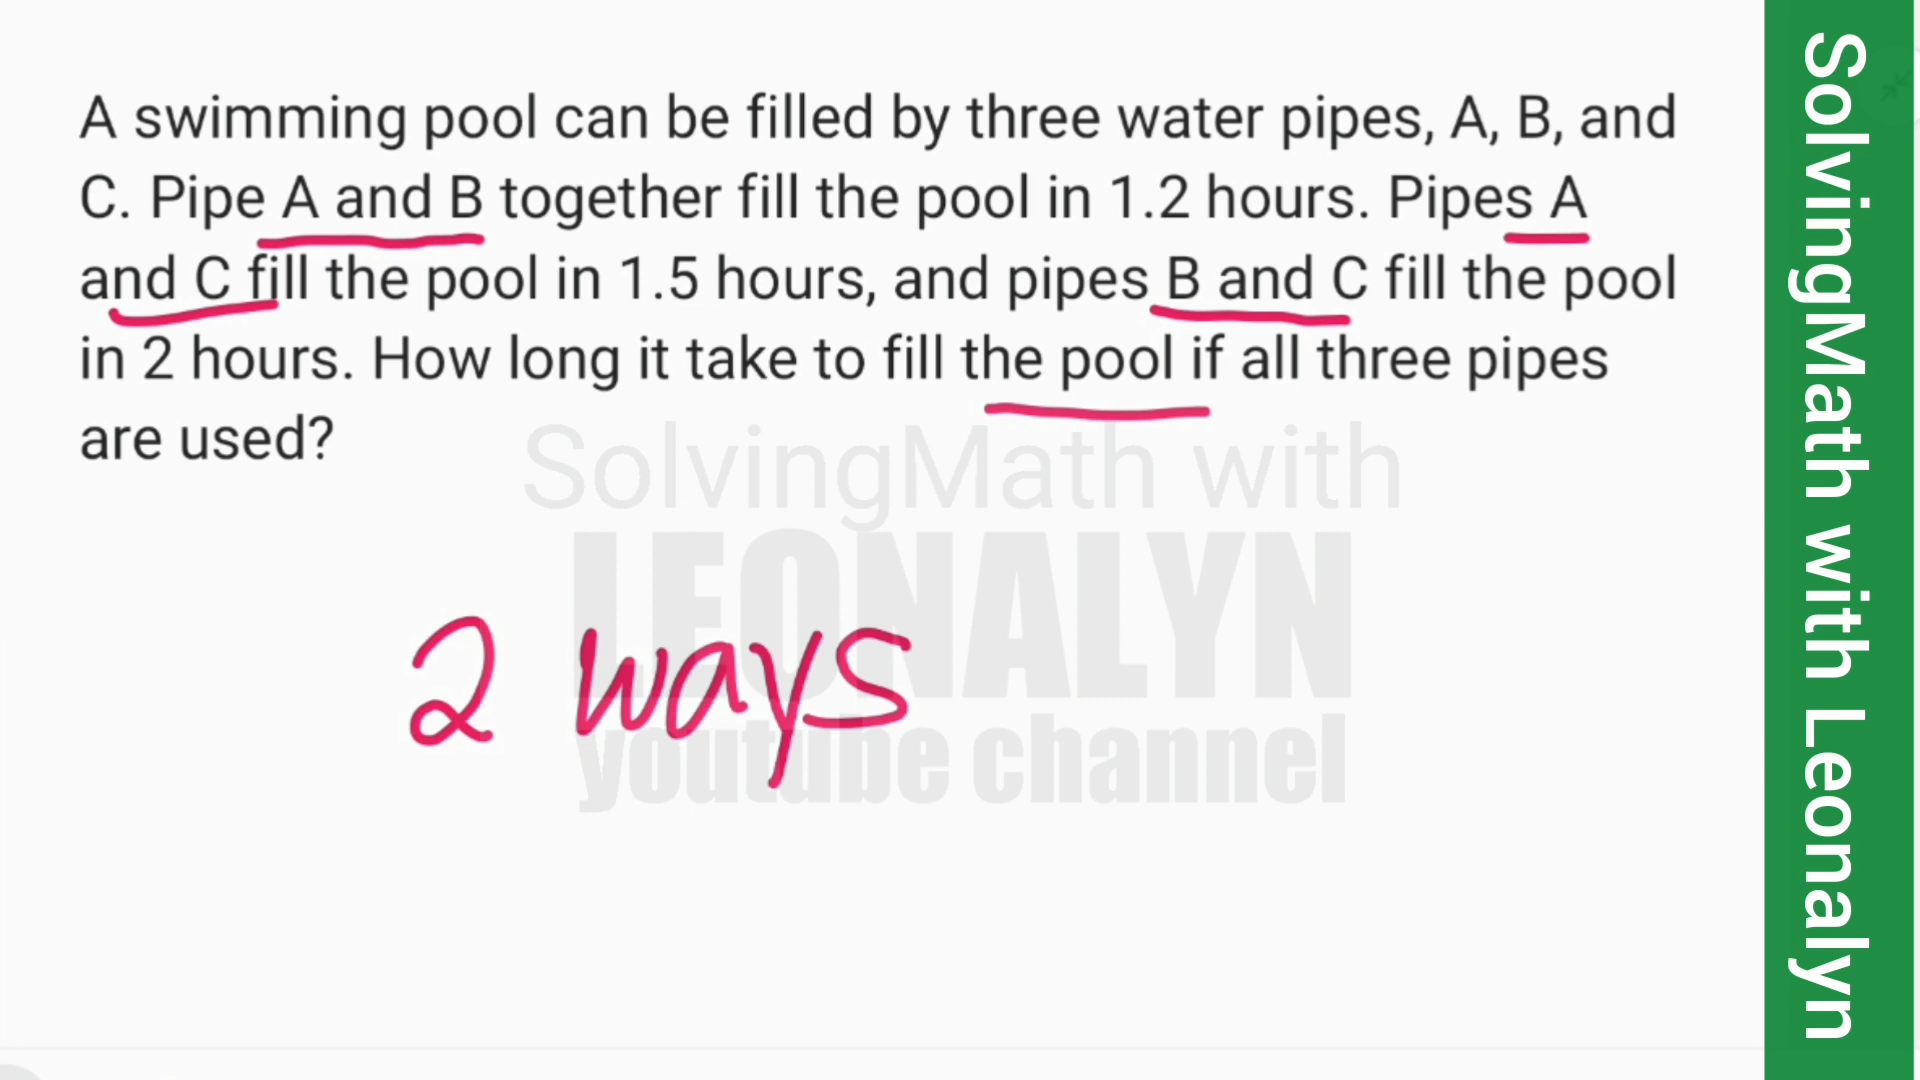 A swimming pool can be filled by three water pipes, A, B, and
C. Pipe A and B together fill the pool in 1.2 hours. Pipes A
and C fill the pool in 1.5 hours, and pipes B and C fill the pool
in 2 hours. How long it take to fill the pool if all three pipes
are used?
SolvingMath with
LEONALYN
youtube channel
2 ways
SolvingMath with Leonalyn